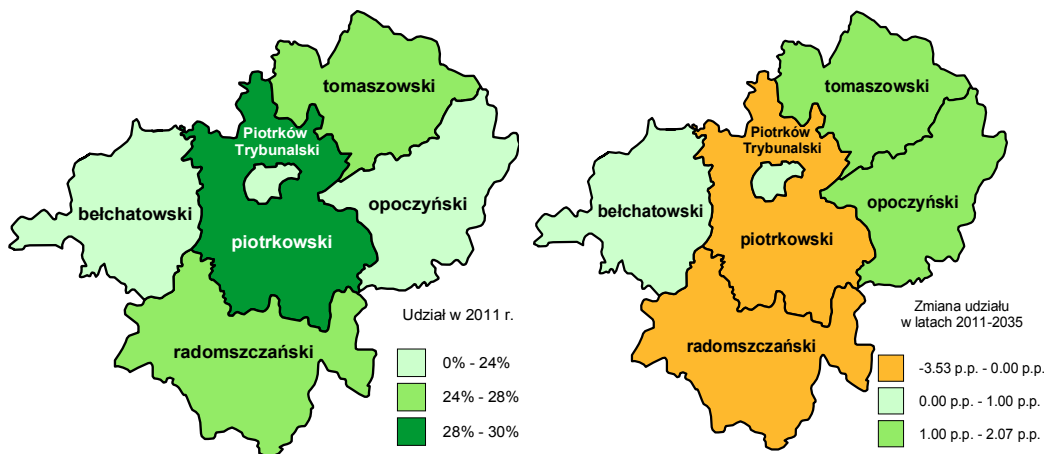 tomaszowski
Piotrków
Trybunalski
opoczyński
bełchatowski
piotrkowski
radomszczański
Udział w 2011 r.
0% - 24%
24% - 28%
28% - 30%
tomaszowski
Piotrków
Trybunalski
opoczyński
bełchatowski
piotrkowski
radomszczański
Zmiana udziału
w latach 2011-2035
-3.53 p.p. - 0.00 p.p.
0.00 p.p. - 1.00 p.p.
1.00 p.p. - 2.07 p.p.